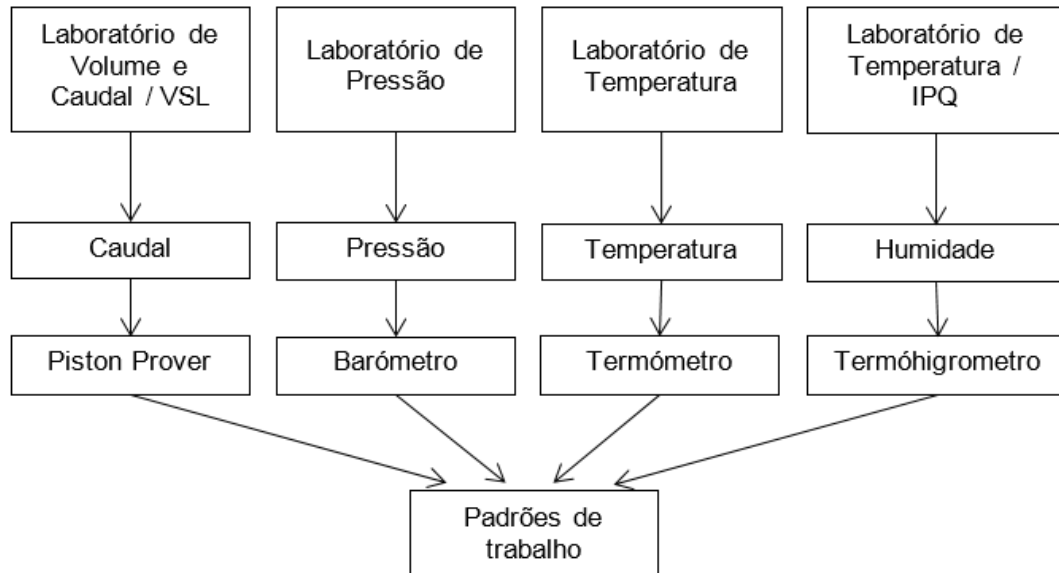 Laboratório de
Volume e
Caudal / VSL
Laboratório de
Pressão
Laboratório de
Temperatura
Laboratório de
Temperatura /
IPQ
Caudal
Pressão
Temperatura
Humidade
Piston Prover
Barómetro
Termómetro
Termóhigrometro
Padrões de
trabalho